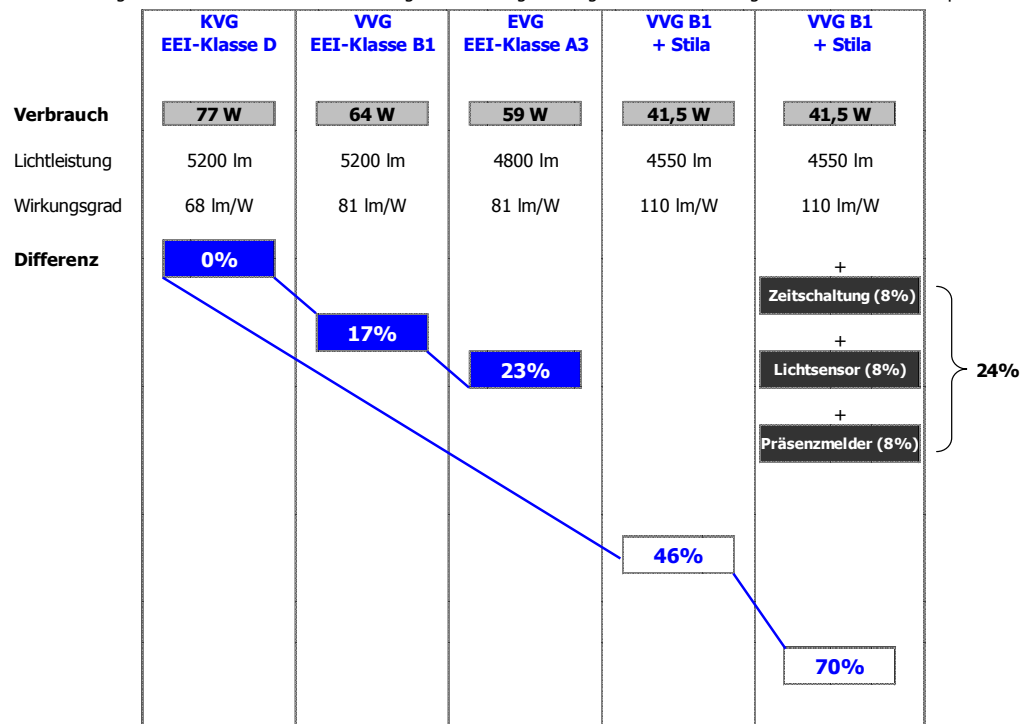 KVG VVG EVG VVG B1 VVG B1
EEI-Klasse D EEI-Klasse B1 EEI-Klasse A3 + Stila + Stila
Verbrauch 77 W 64 W 59 W 41,5 W 41,5 W
Lichtleistung 5200 lm 5200 lm 4800 lm 4550 lm 4550 lm
Wirkungsgrad 68 lm/W 81 lm/W 81 lm/W 110 lm/W 110 lm/W
Differenz 0%
+
Zeitschaltung (8%)
17%
+
23% Lichtsensor (8%) 24%
+
Präsenzmelder (8%)
46%
70%